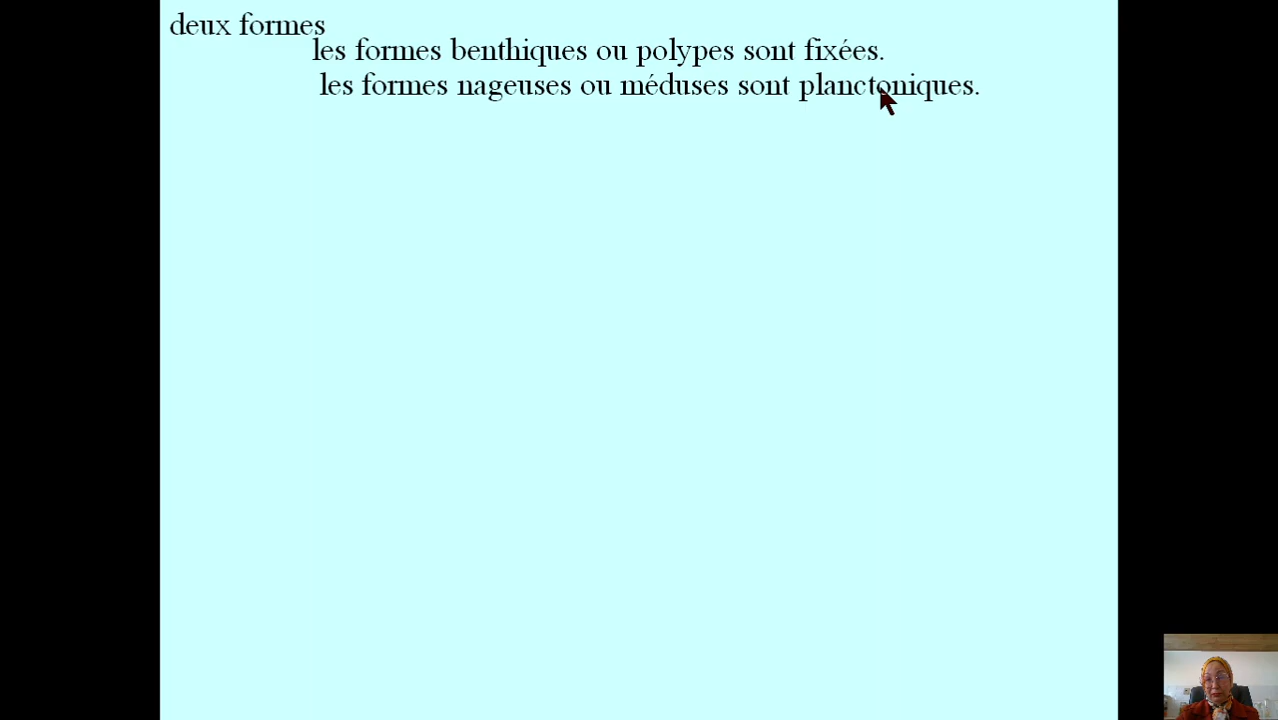 deux formes
les formes benthiques ou polypes sont fixées.
les formes nageuses ou méduses sont planctoniques.